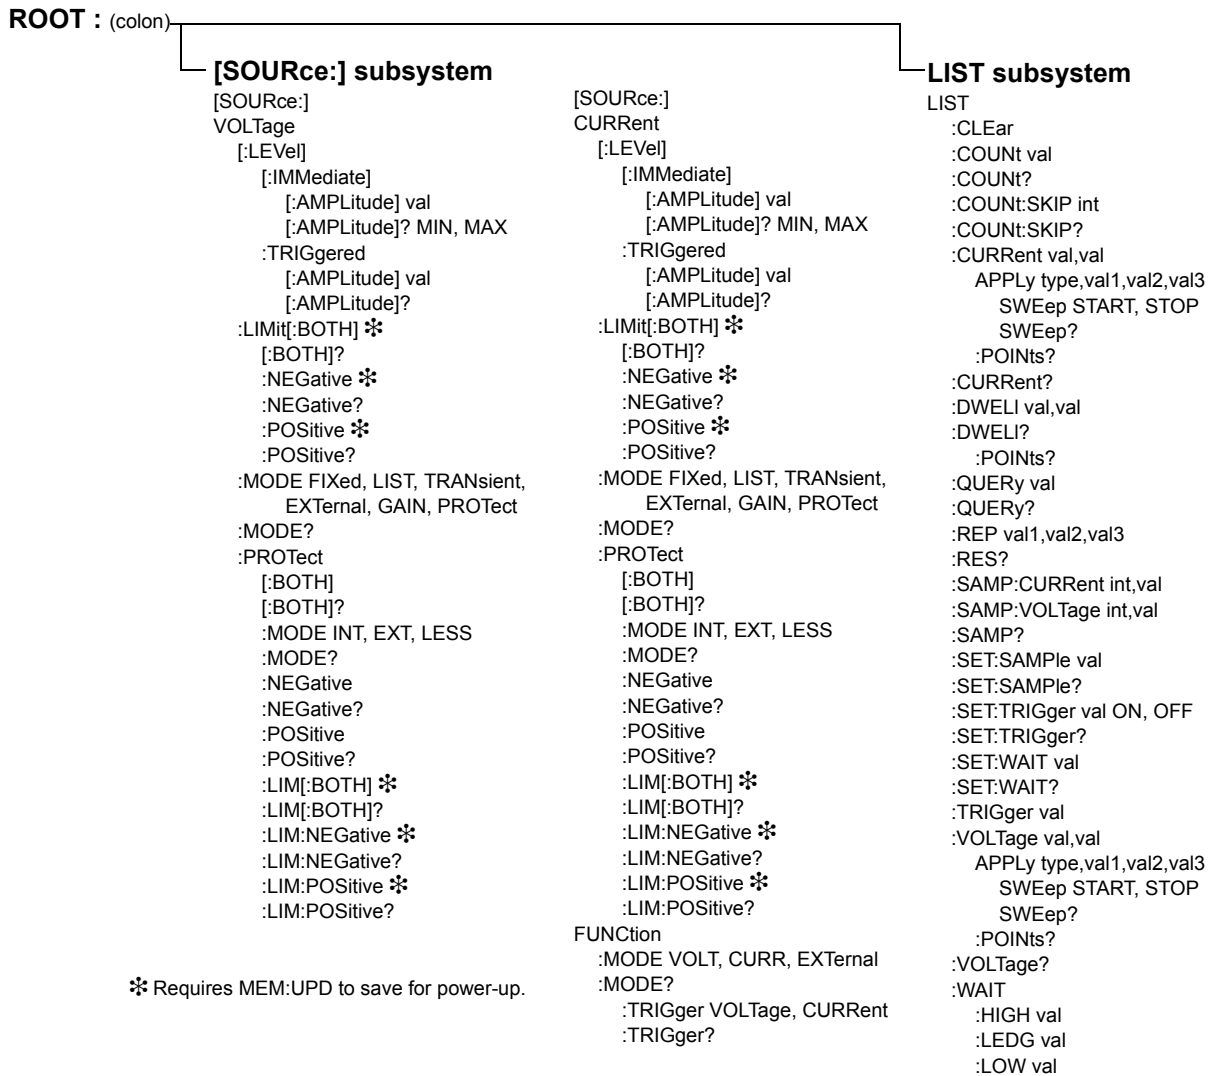 ROOT : (colon)
[SOURce:] subsystem
[SOURce:]
VOLTage
[:LEVel]
[:IMMediate]
[:AMPLitude] val
[:AMPLitude]? MIN, MAX
:TRIGgered
[:AMPLitude] val
[:AMPLitude]?
:LIMit[:BOTH] ✻
[:BOTH]?
:NEGative ✻
:NEGative?
:POSitive ✻
:POSitive?
:MODE FIXed, LIST, TRANsient,
EXTernal, GAIN, PROTect
:MODE?
:PROTect
[:BOTH]
[:BOTH]?
:MODE INT, EXT, LESS
:MODE?
:NEGative
:NEGative?
:POSitive
:POSitive?
:LIM[:BOTH] ✻
:LIM[:BOTH]?
:LIM:NEGative ✻
:LIM:NEGative?
:LIM:POSitive ✻
:LIM:POSitive?
✻ Requires MEM:UPD to save for power-up.
[SOURce:]
CURRent
[:LEVel]
[:IMMediate]
[:AMPLitude] val
[:AMPLitude]? MIN, MAX
:TRIGgered
[:AMPLitude] val
[:AMPLitude]?
:LIMit[:BOTH] ✻
[:BOTH]?
:NEGative ✻
:NEGative?
:POSitive ✻
:POSitive?
:MODE FIXed, LIST, TRANsient,
EXTernal, GAIN, PROTect
:MODE?
:PROTect
[:BOTH]
[:BOTH]?
:MODE INT, EXT, LESS
:MODE?
:NEGative
:NEGative?
:POSitive
:POSitive?
:LIM[:BOTH] ✻
:LIM[:BOTH]?
:LIM:NEGative ✻
:LIM:NEGative?
:LIM:POSitive ✻
:LIM:POSitive?
FUNCtion
:MODE VOLT, CURR, EXTernal
:MODE?
:TRIGger VOLTage, CURRent
:TRIGger?
LIST subsystem
LIST
:CLEar
:COUNt val
:COUNt?
:COUNt:SKIP int
:COUNt:SKIP?
:CURRent val,val
APPLy type,val1,val2,val3
SWEep START, STOP
SWEep?
:POINts?
:CURRent?
:DWELl val,val
:DWELl?
:POINts?
:QUERy val
:QUERy?
:REP val1,val2,val3
:RES?
:SAMP:CURRent int,val
:SAMP:VOLTage int,val
:SAMP?
:SET:SAMPle val
:SET:SAMPle?
:SET:TRIGger val ON, OFF
:SET:TRIGger?
:SET:WAIT val
:SET:WAIT?
:TRIGger val
:VOLTage val,val
APPLy type,val1,val2,val3
SWEep START, STOP
SWEep?
:POINts?
:VOLTage?
:WAIT
:HIGH val
:LEDG val
:LOW val